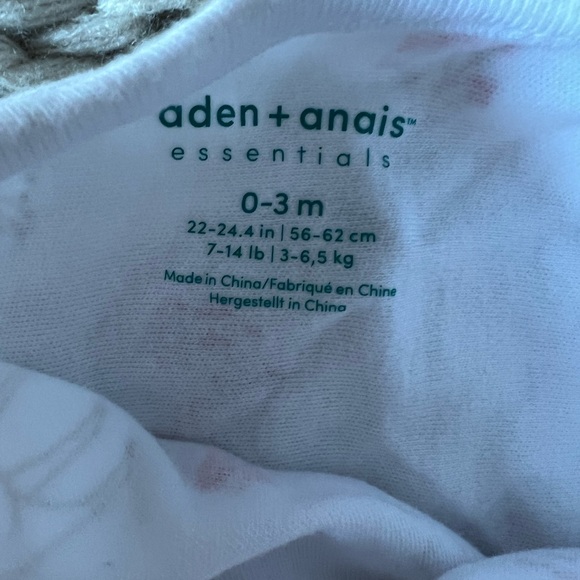 aden + anais™
essentials
0-3 m
22-24.4 in | 56-62 cm
7-14 lb | 3-6,5 kg
Made in China/Fabriqué en Chine
Hergestellt in China